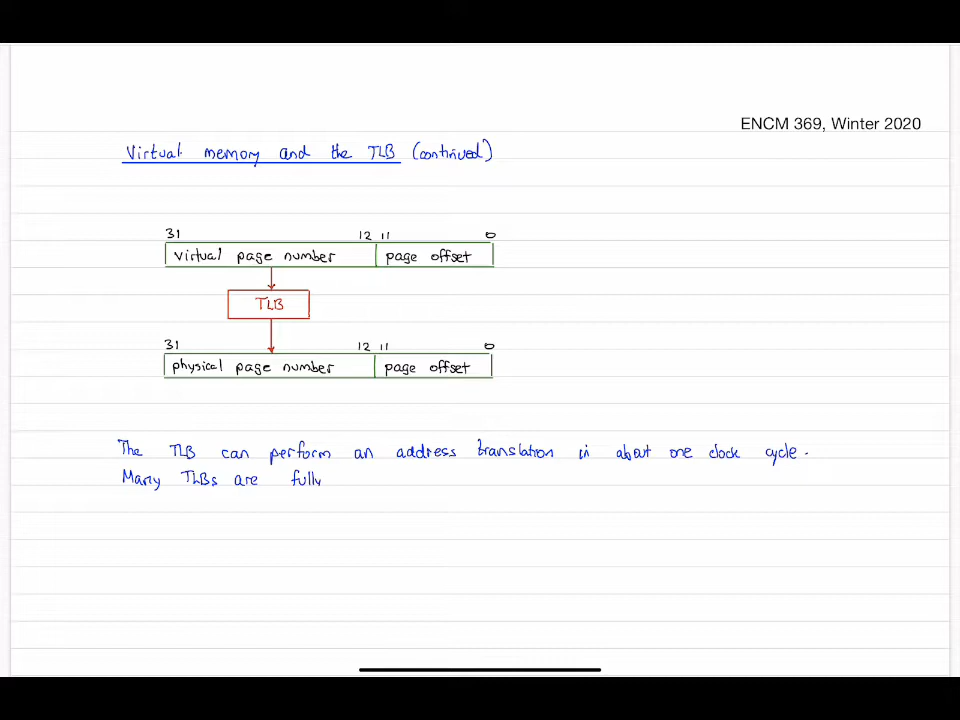 ENCM 369, Winter 2020
Virtual memory and the TLB (continued)
31 12 11 0
virtual page number page offset
TLB
31 12 11 0
physical page number page offset
The TLB can perform an address translation in about one clock cycle.
Many TLBs are fully